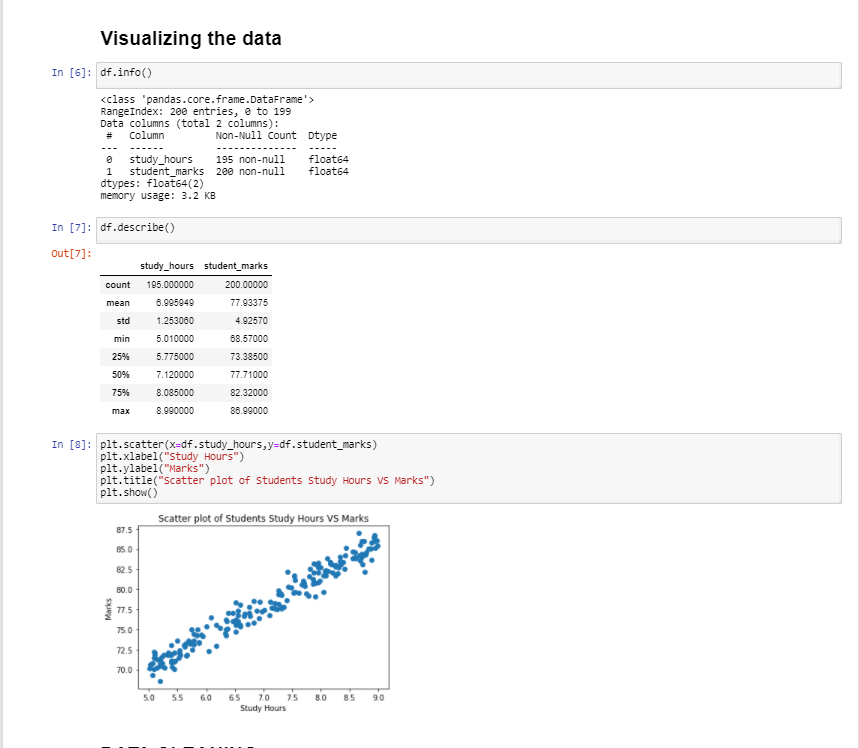 Visualizing the data
In [6]: df.info()
<class 'pandas.core.frame.DataFrame'>
RangeIndex: 200 entries, 0 to 199
Data columns (total 2 columns):
# Column Non-Null Count Dtype
--- ------ -------------- -----
0 study_hours 195 non-null float64
1 student_marks 200 non-null float64
dtypes: float64(2)
memory usage: 3.2 KB
In [7]: df.describe()
Out[7]:
study_hours student_marks
count 195.000000 200.00000
mean 6.995949 77.93375
std 1.253060 4.92570
min 5.010000 68.57000
25% 5.775000 73.38500
50% 7.120000 77.71000
75% 8.085000 82.32000
max 8.990000 86.99000
In [8]: plt.scatter(x=df.study_hours,y=df.student_marks)
plt.xlabel("Study Hours")
plt.ylabel("Marks")
plt.title("Scatter plot of Students Study Hours VS Marks")
plt.show()
Scatter plot of Students Study Hours VS Marks
87.5
85.0
82.5
80.0
77.5
75.0
72.5
70.0
Marks
5.0 5.5 6.0 6.5 7.0 7.5 8.0 8.5 9.0
Study Hours